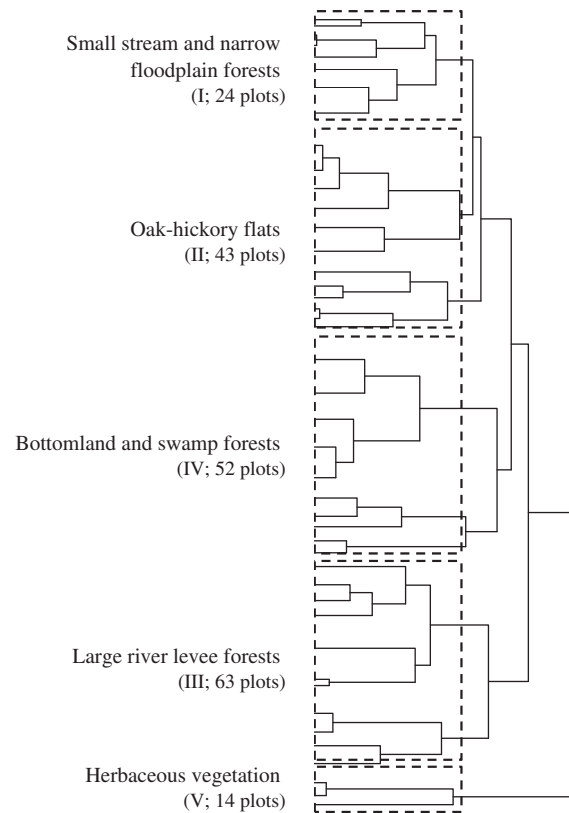 Small stream and narrow
floodplain forests
(I; 24 plots)
Oak-hickory flats
(II; 43 plots)
Bottomland and swamp forests
(IV; 52 plots)
Large river levee forests
(III; 63 plots)
Herbaceous vegetation
(V; 14 plots)